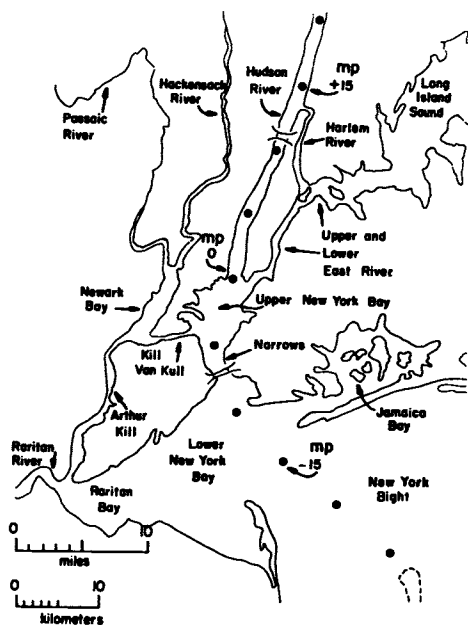 Passaic
River
Hackensack
River
Hudson
River
mp
+15
Long
Island
Sound
Harlem
River
mp
0
Upper and
Lower
East River
Newark
Bay
Upper New York Bay
Kill
Van Kull
Narrows
Arthur
Kill
Jamaica
Bay
Raritan
River
Lower
New York
Bay
mp
-15
Raritan
Bay
New York
Bight
0 10
miles
0 10
kilometers